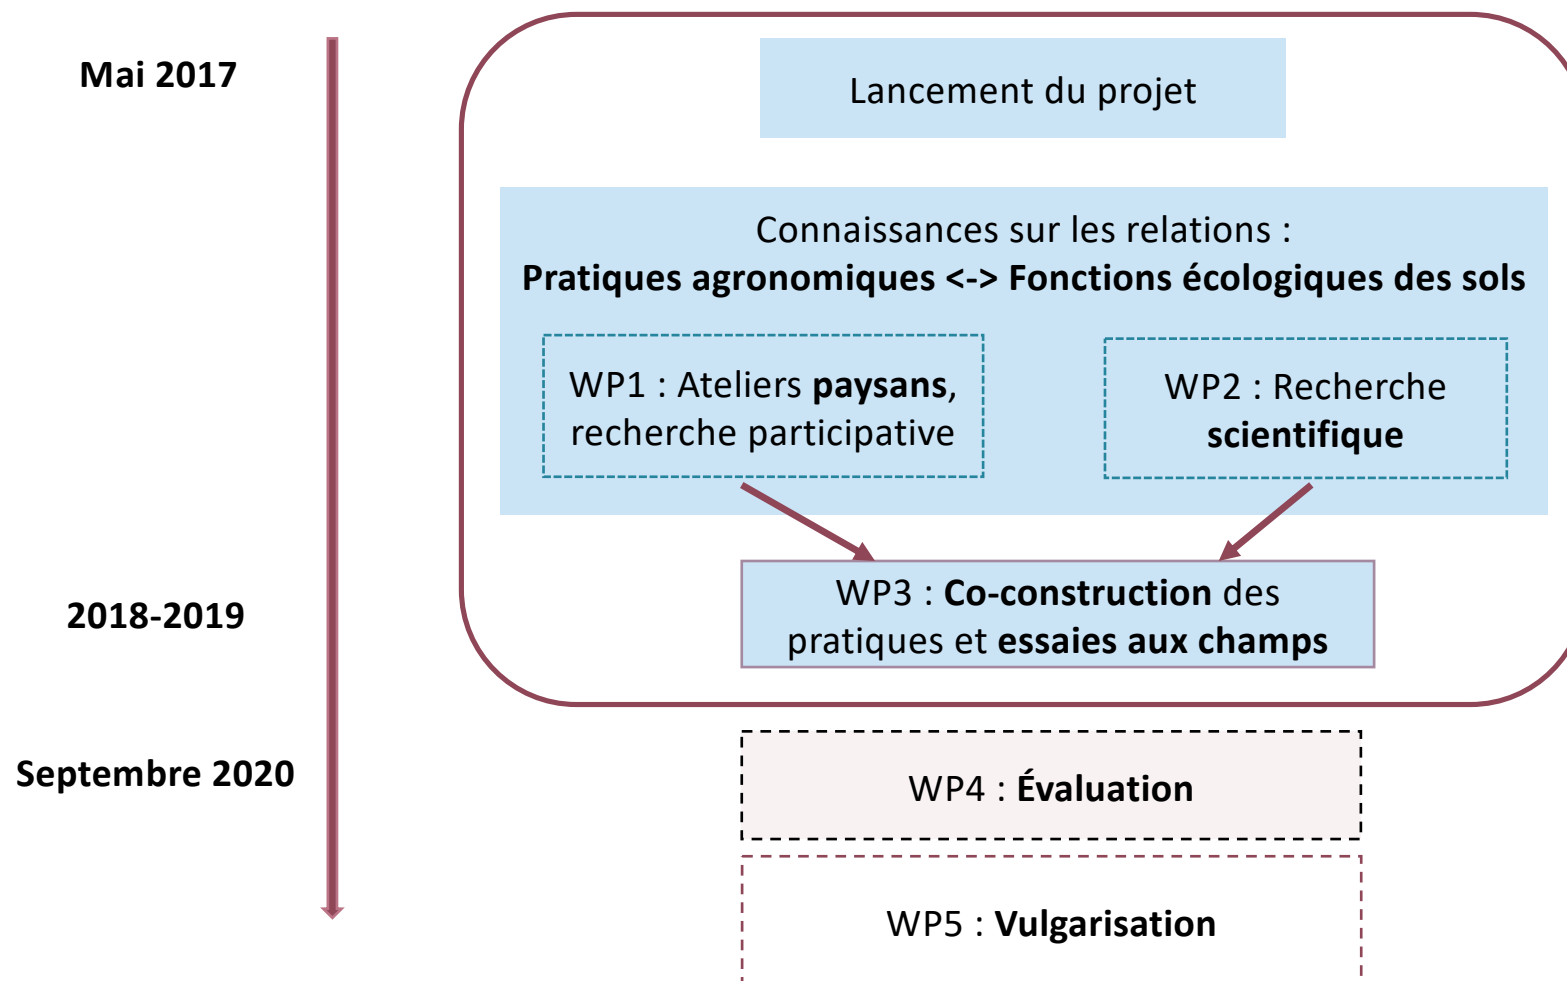 Mai 2017
Lancement du projet
Connaissances sur les relations :
Pratiques agronomiques <-> Fonctions écologiques des sols
WP1 : Ateliers paysans,
recherche participative
WP2 : Recherche
scientifique
2018-2019
WP3 : Co-construction des
pratiques et essaies aux champs
Septembre 2020
WP4 : Évaluation
WP5 : Vulgarisation